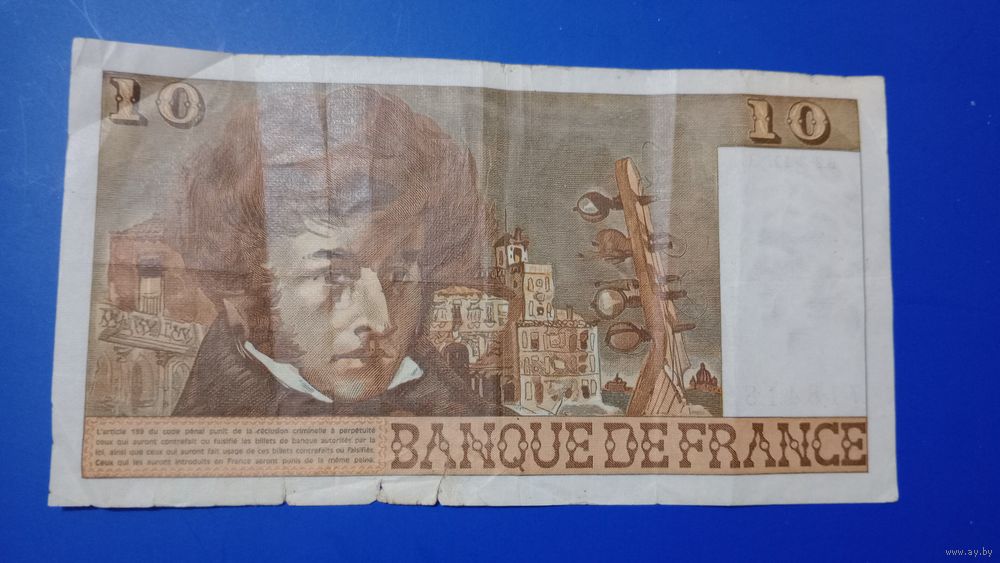 10
10
L'article 139 du code pénal punit de la réclusion criminelle à perpétuité
ceux qui auront contrefait ou falsifié les billets de banque autorisés par la
loi, ainsi que ceux qui auront fait usage de ces billets contrefaits ou falsifiés.
Ceux qui les auront introduits en France seront punis de la même peine.
BANQUE DE FRANCE
www.ay.by